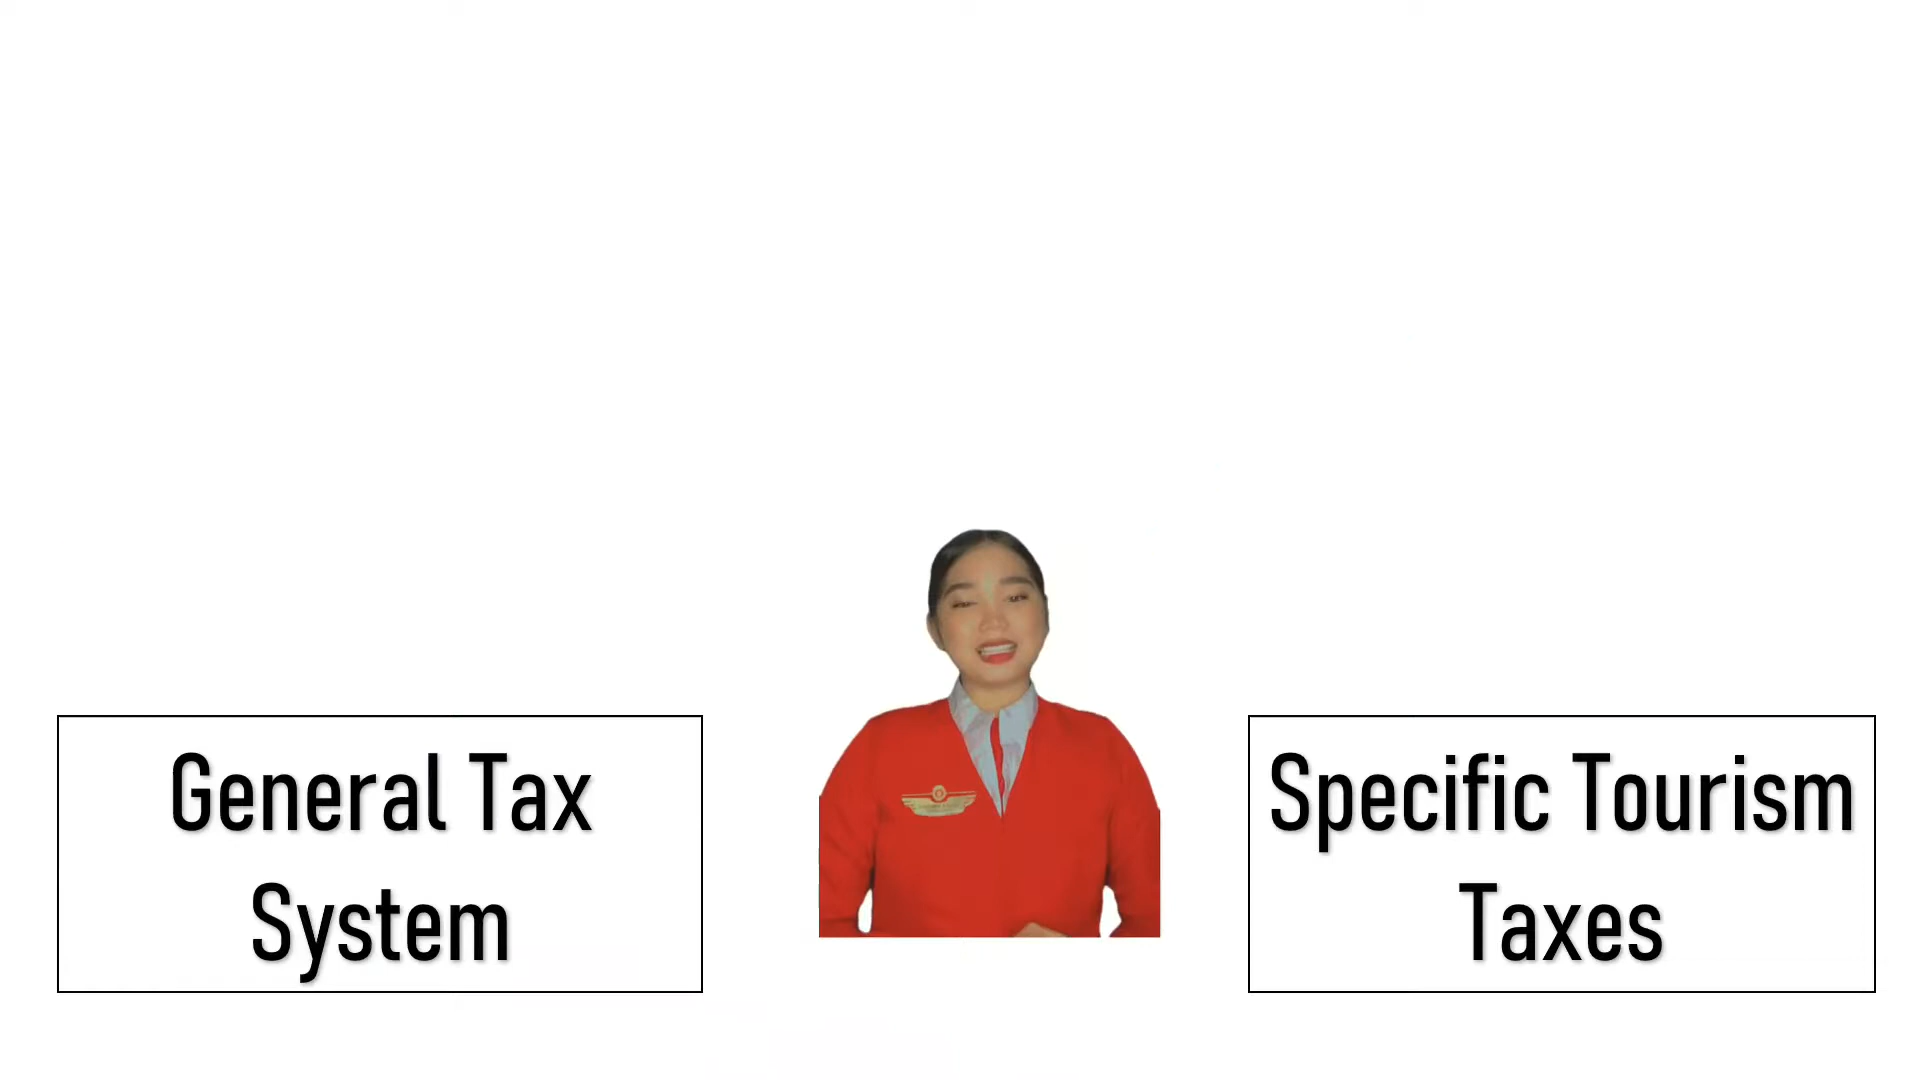 General Tax
System
Specific Tourism
Taxes